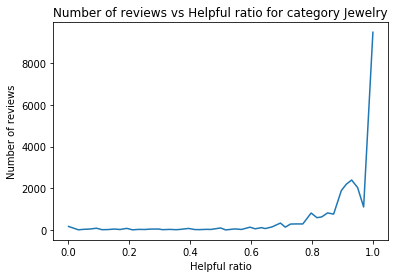 Number of reviews vs Helpful ratio for category Jewelry
Number of reviews
8000
6000
4000
2000
0
0.0 0.2 0.4 0.6 0.8 1.0
Helpful ratio